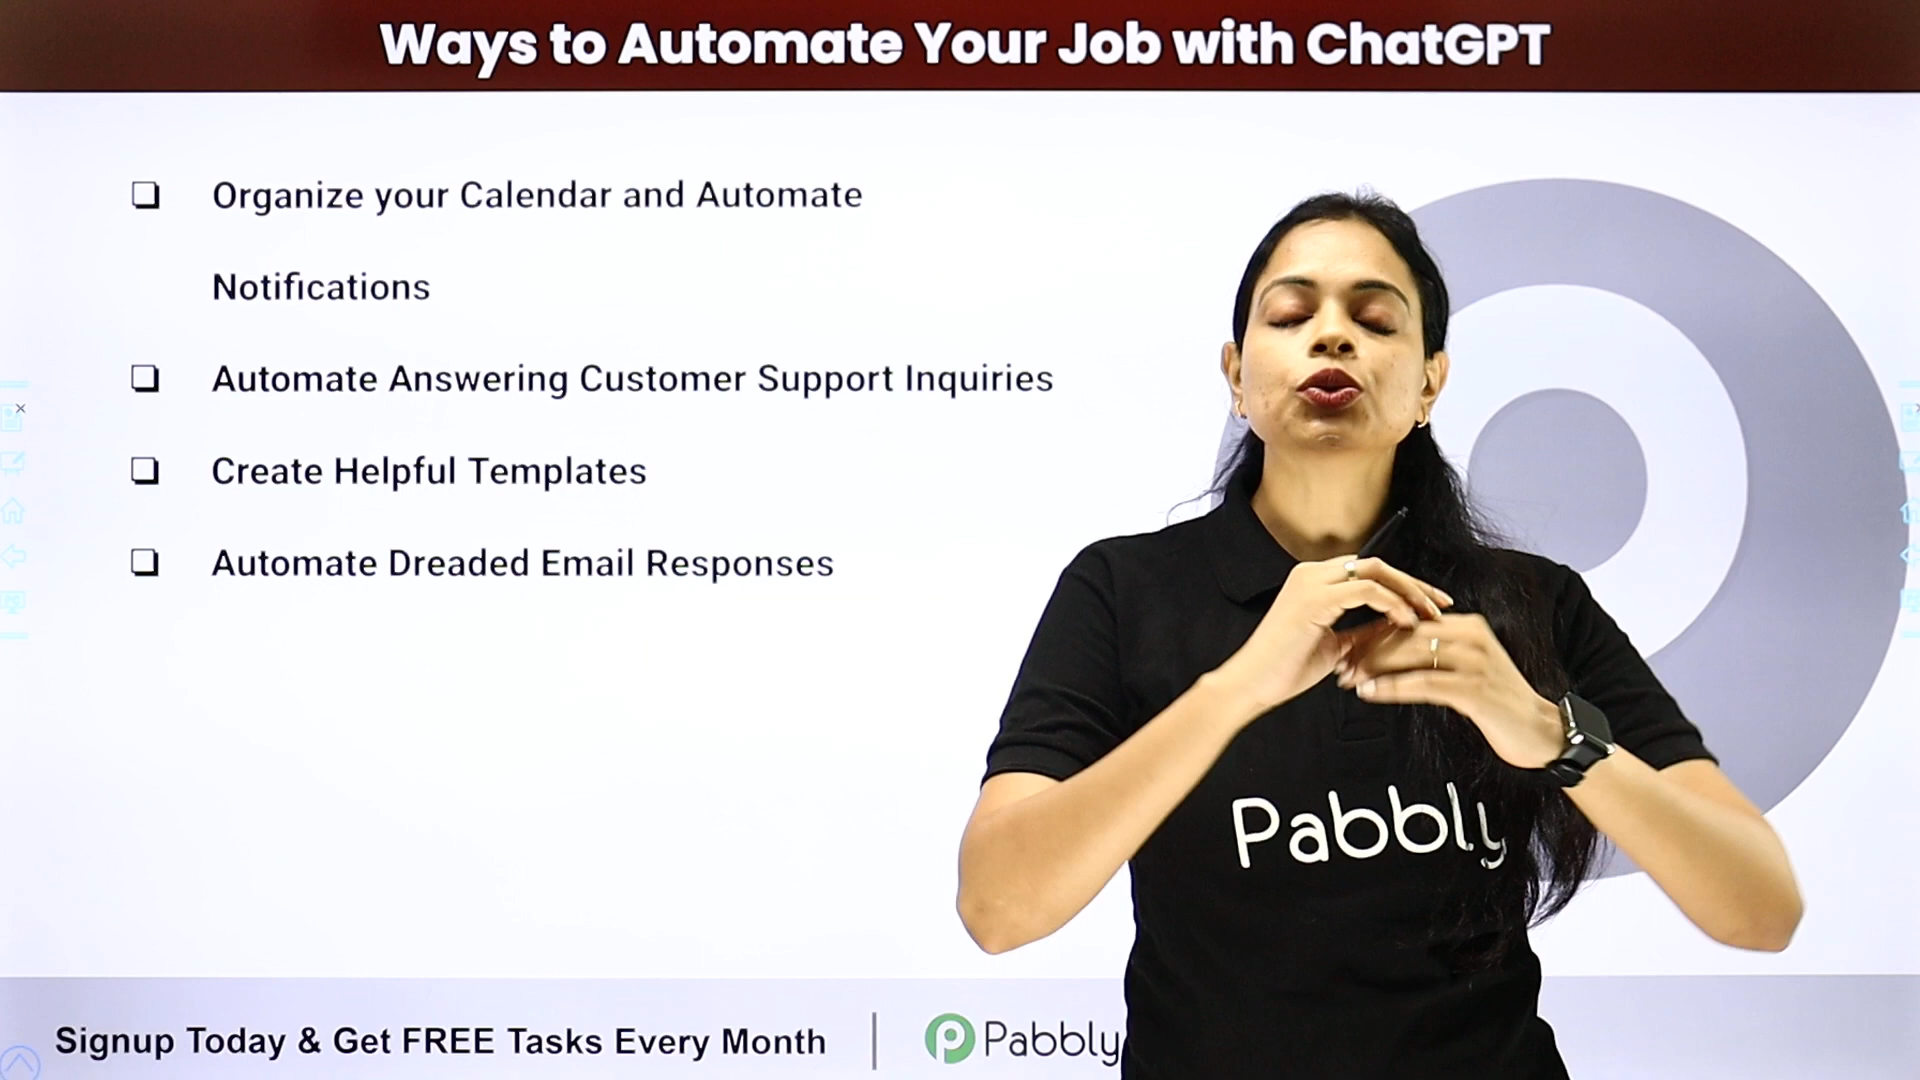 Ways to Automate Your Job with ChatGPT
Organize your Calendar and Automate
Notifications
Automate Answering Customer Support Inquiries
Create Helpful Templates
Automate Dreaded Email Responses
Pabbly
Signup Today & Get FREE Tasks Every Month
Pabbly